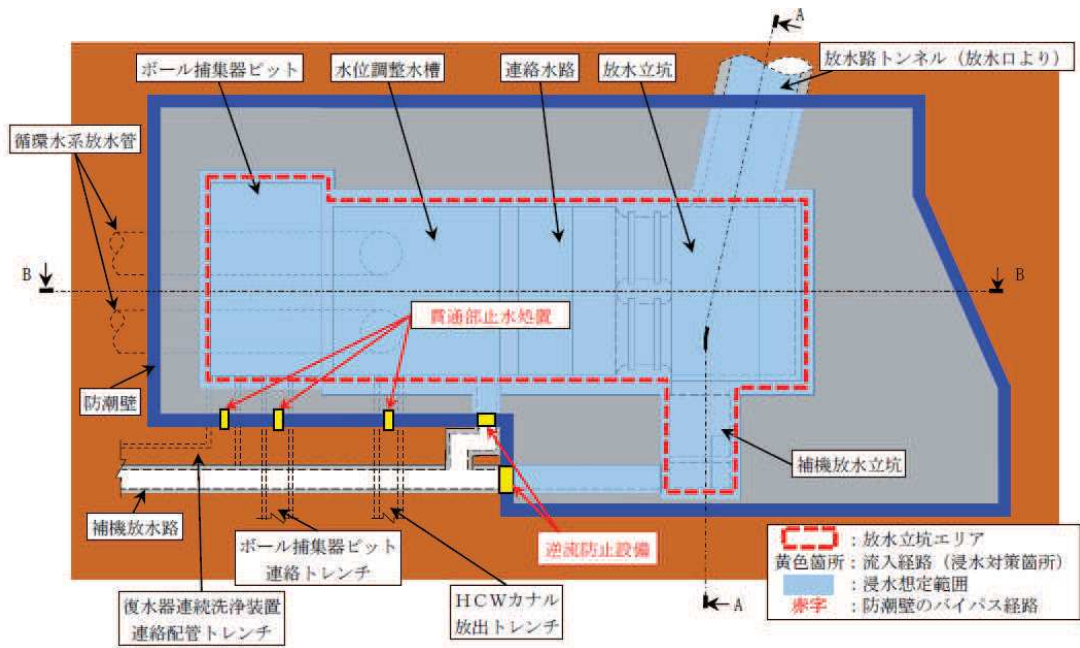 A
ボール捕集器ピット
水位調整水槽
連絡水路
放水立坑
放水路トンネル（放水口より）
循環水系放水管
B
B
貫通部止水処置
防潮壁
補機放水立坑
補機放水路
ボール捕集器ピット
連絡トレンチ
逆流防止設備
復水器連続洗浄装置
連絡配管トレンチ
HCWカナル
放出トレンチ
A
：放水立坑エリア
黄色箇所：流入経路（浸水対策箇所）
：浸水想定範囲
赤字：防潮壁のバイパス経路